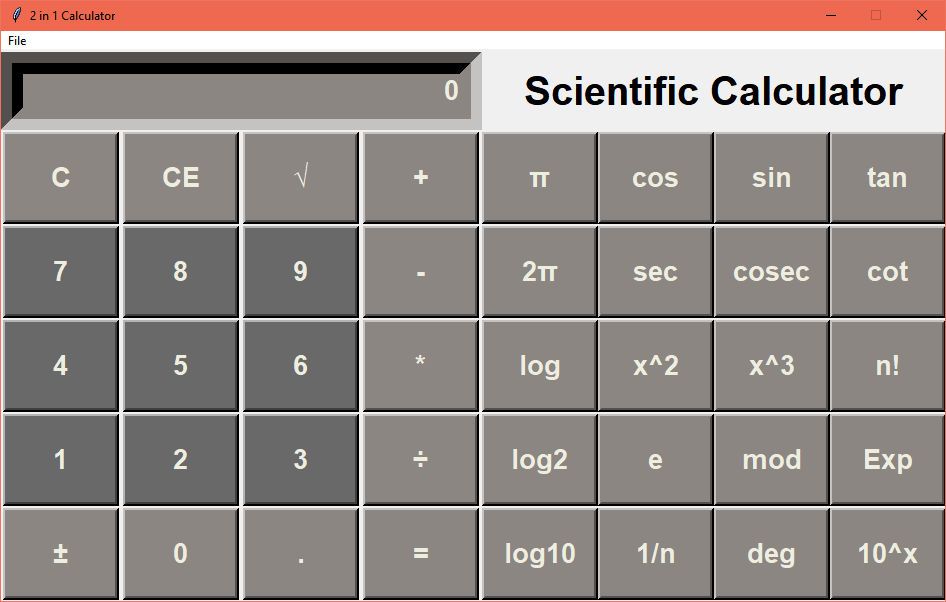 2 in 1 Calculator
File
0 Scientific Calculator
C CE √ + π cos sin tan
7 8 9 - 2π sec cosec cot
4 5 6 * log x^2 x^3 n!
1 2 3 ÷ log2 e mod Exp
± 0 . = log10 1/n deg 10^x